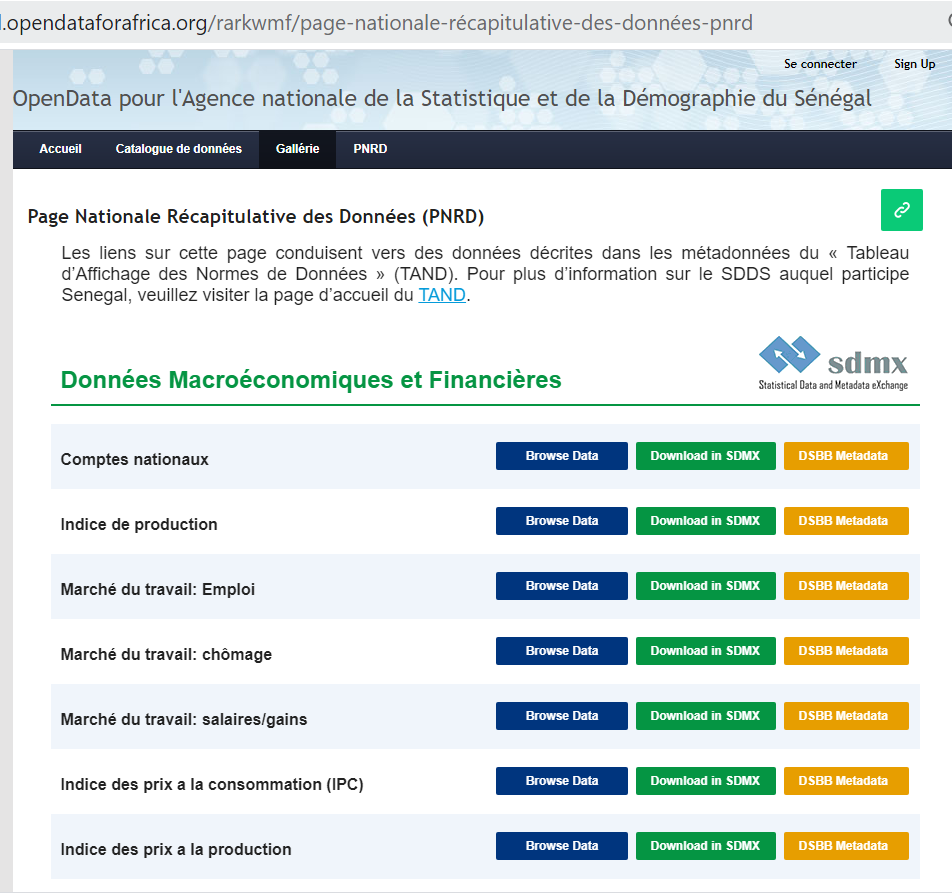 .opendataforafrica.org/rarkwmf/page-nationale-récapitulative-des-données-pnrd
Se connecter Sign Up
OpenData pour l'Agence nationale de la Statistique et de la Démographie du Sénégal
Accueil Catalogue de données Gallérie PNRD
Page Nationale Récapitulative des Données (PNRD)
Les liens sur cette page conduisent vers des données décrites dans les métadonnées du « Tableau
d’Affichage des Normes de Données » (TAND). Pour plus d’information sur le SDDS auquel participe
Senegal, veuillez visiter la page d’accueil du TAND.
sdmx
Statistical Data and Metadata eXchange
Données Macroéconomiques et Financières
Comptes nationaux Browse Data Download in SDMX DSBB Metadata
Indice de production Browse Data Download in SDMX DSBB Metadata
Marché du travail: Emploi Browse Data Download in SDMX DSBB Metadata
Marché du travail: chômage Browse Data Download in SDMX DSBB Metadata
Marché du travail: salaires/gains Browse Data Download in SDMX DSBB Metadata
Indice des prix a la consommation (IPC) Browse Data Download in SDMX DSBB Metadata
Indice des prix a la production Browse Data Download in SDMX DSBB Metadata